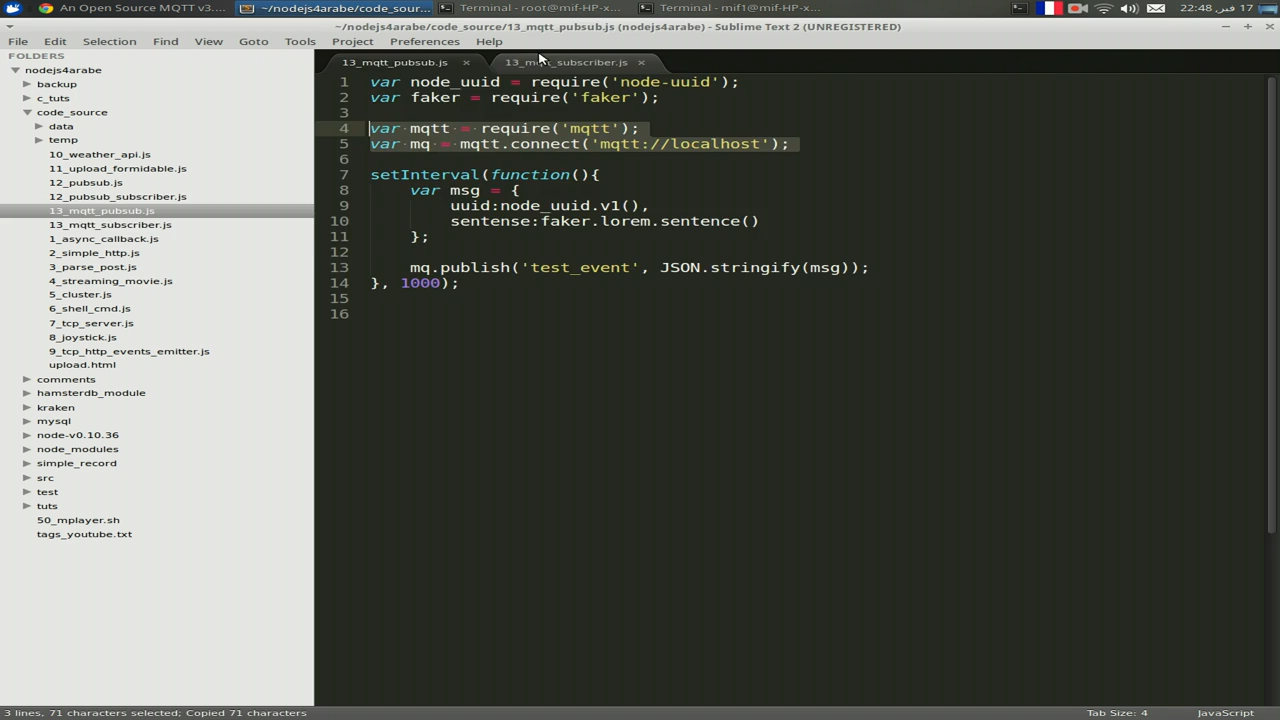 An Open Source MQTT v3....
~/nodejs4arabe/code_sour...
Terminal - root@mif-HP-x...
Terminal - mif1@mif-HP-x...
17 فبر, 22:48
~/nodejs4arabe/code_source/13_mqtt_pubsub.js (nodejs4arabe) - Sublime Text 2 (UNREGISTERED)
File Edit Selection Find View Goto Tools Project Preferences Help
FOLDERS
nodejs4arabe
backup
c_tuts
code_source
data
temp
10_weather_api.js
11_upload_formidable.js
12_pubsub.js
12_pubsub_subscriber.js
13_mqtt_pubsub.js
13_mqtt_subscriber.js
1_async_callback.js
2_simple_http.js
3_parse_post.js
4_streaming_movie.js
5_cluster.js
6_shell_cmd.js
7_tcp_server.js
8_joystick.js
9_tcp_http_events_emitter.js
upload.html
comments
hamsterdb_module
kraken
mysql
node-v0.10.36
node_modules
simple_record
src
test
tuts
50_mplayer.sh
tags_youtube.txt
13_mqtt_pubsub.js
13_mqtt_subscriber.js
1 var node_uuid = require('node-uuid');
2 var faker = require('faker');
3
4 var mqtt = require('mqtt');
5 var mq = mqtt.connect('mqtt://localhost');
6
7 setInterval(function(){
8 var msg = {
9 uuid:node_uuid.v1(),
10 sentense:faker.lorem.sentence()
11 };
12
13 mq.publish('test_event', JSON.stringify(msg));
14 }, 1000);
15
16
3 lines, 71 characters selected; Copied 71 characters
Tab Size: 4
JavaScript